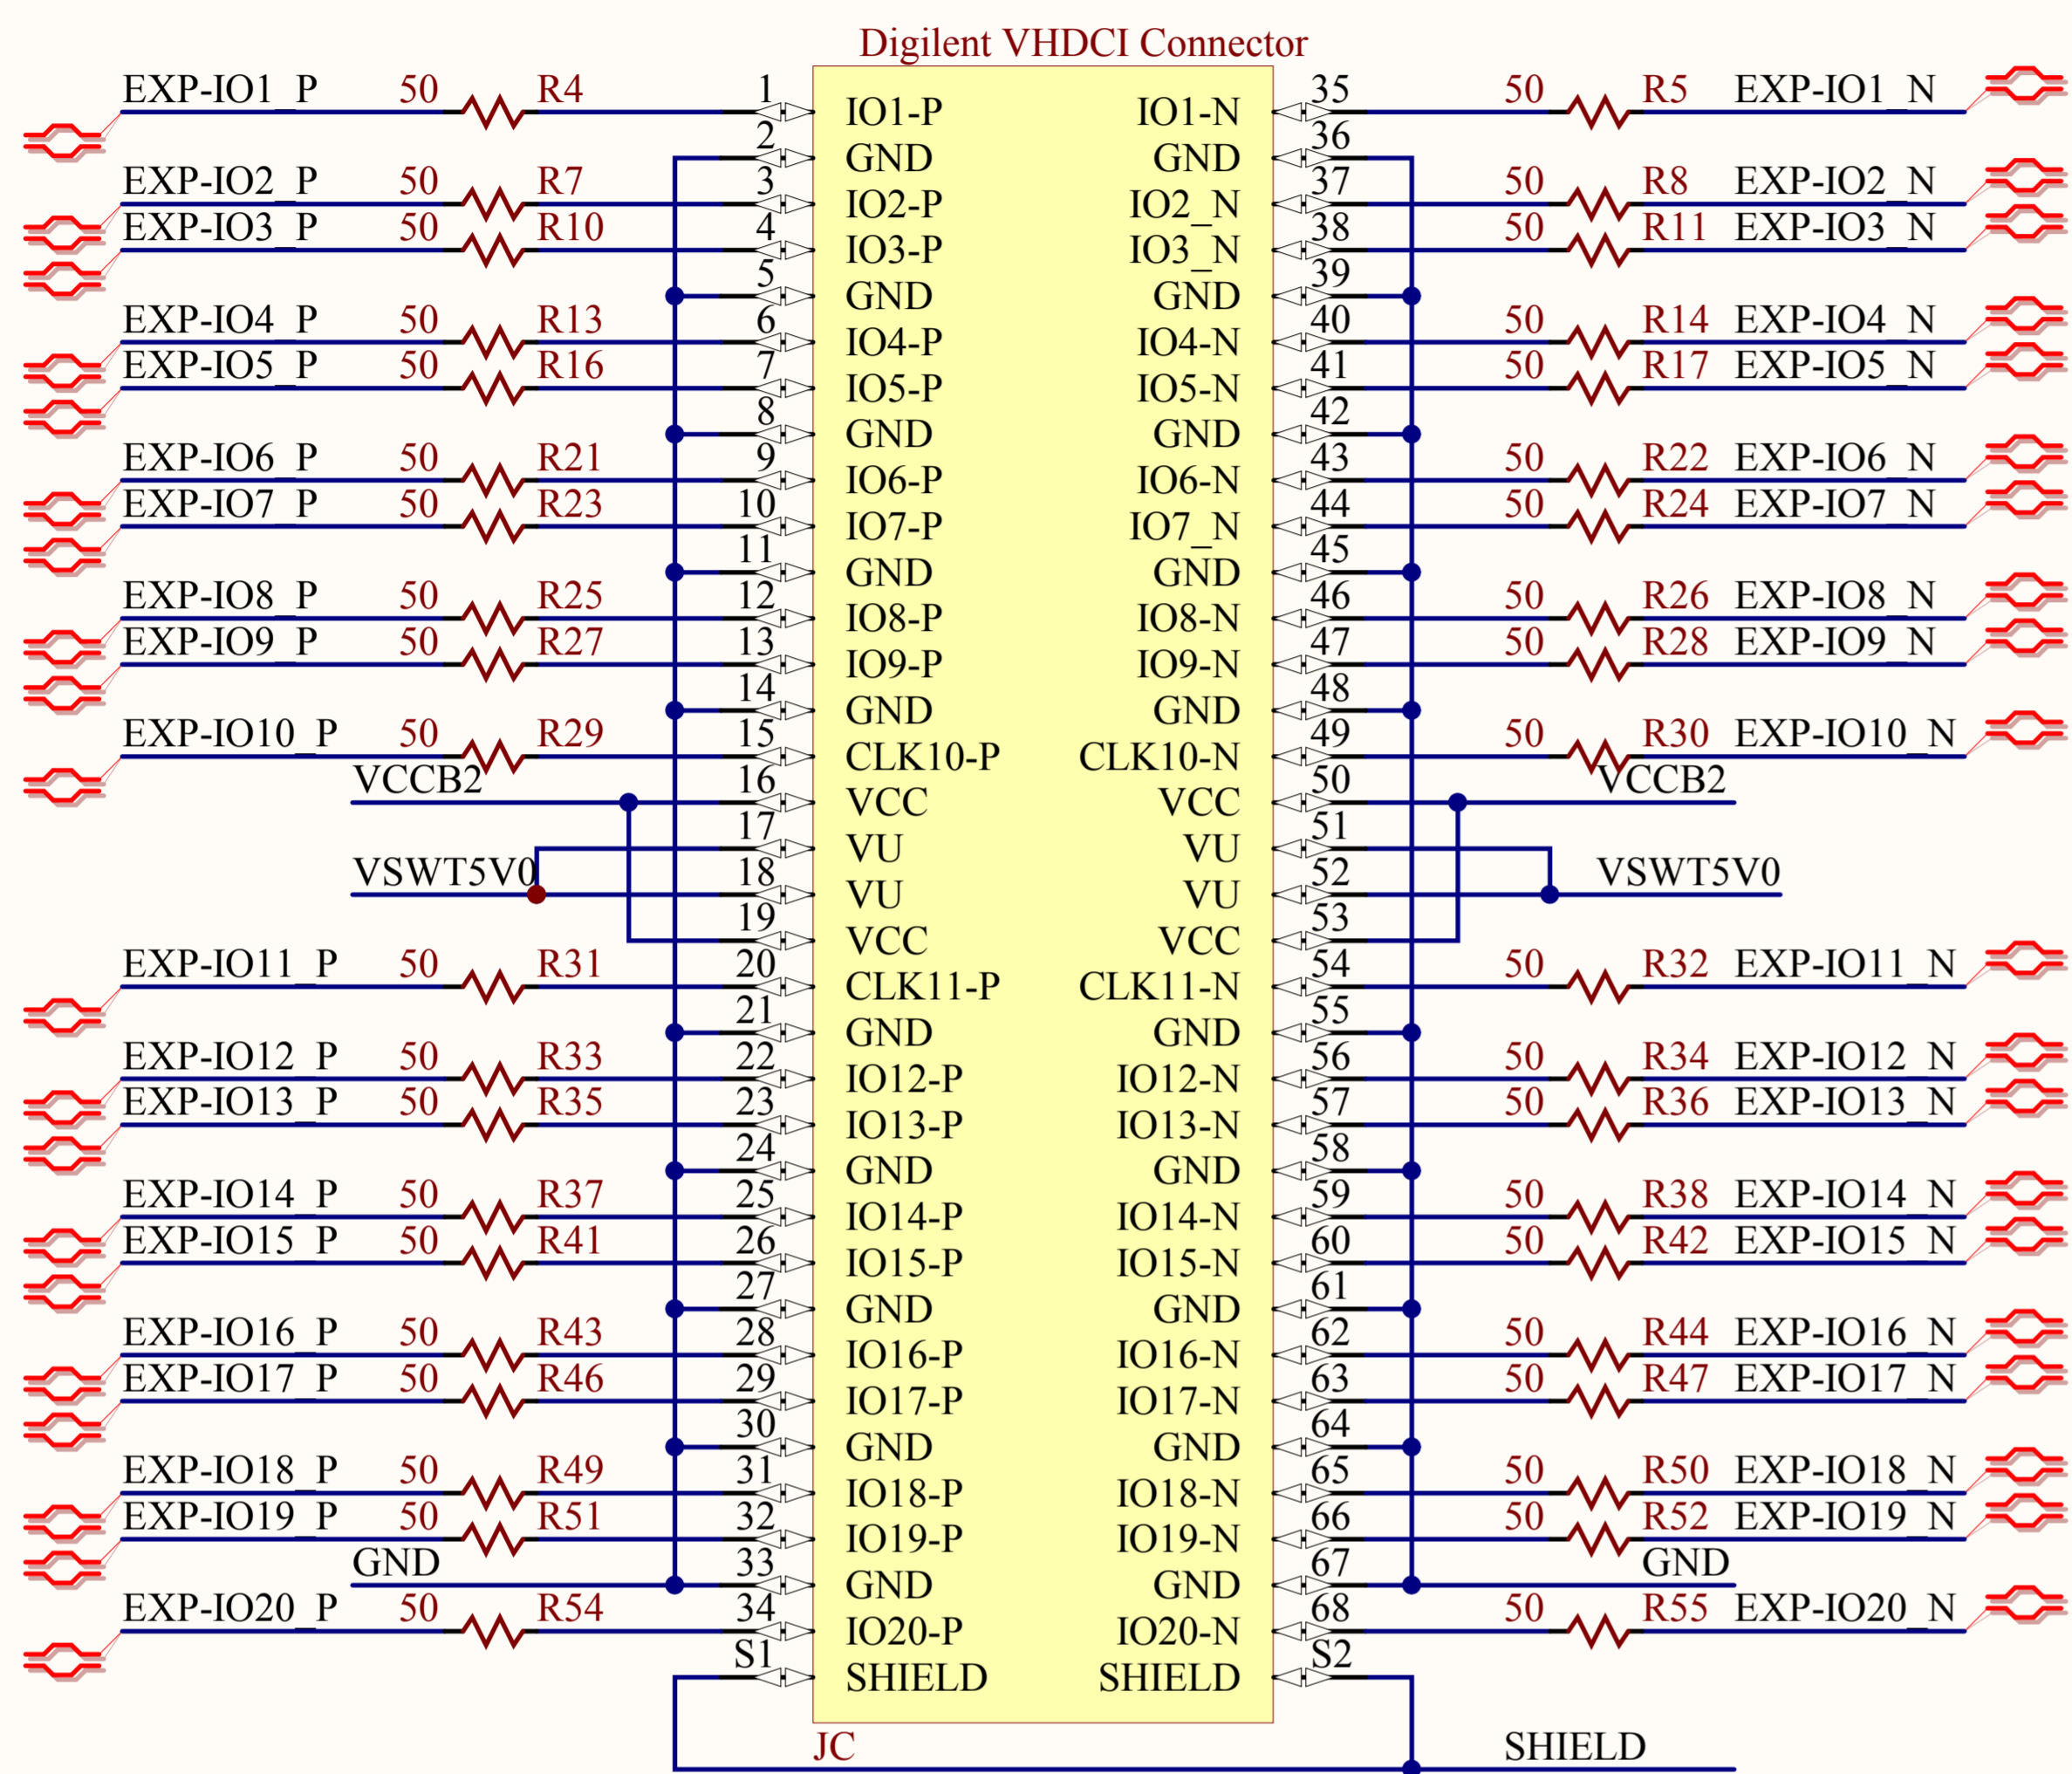 Digilent VHDCI Connector
EXP-IO1_P 50 R4 1 IO1-P IO1-N 35 50 R5 EXP-IO1_N
2 GND GND 36
EXP-IO2_P 50 R7 3 IO2-P IO2_N 37 50 R8 EXP-IO2_N
EXP-IO3_P 50 R10 4 IO3-P IO3_N 38 50 R11 EXP-IO3_N
5 GND GND 39
EXP-IO4_P 50 R13 6 IO4-P IO4-N 40 50 R14 EXP-IO4_N
EXP-IO5_P 50 R16 7 IO5-P IO5-N 41 50 R17 EXP-IO5_N
8 GND GND 42
EXP-IO6_P 50 R21 9 IO6-P IO6-N 43 50 R22 EXP-IO6_N
EXP-IO7_P 50 R23 10 IO7-P IO7_N 44 50 R24 EXP-IO7_N
11 GND GND 45
EXP-IO8_P 50 R25 12 IO8-P IO8-N 46 50 R26 EXP-IO8_N
EXP-IO9_P 50 R27 13 IO9-P IO9-N 47 50 R28 EXP-IO9_N
14 GND GND 48
EXP-IO10_P 50 R29 15 CLK10-P CLK10-N 49 50 R30 EXP-IO10_N
VCCB2 16 VCC VCC 50 VCCB2
17 VU VU 51
VSWT5V0 18 VU VU 52 VSWT5V0
19 VCC VCC 53
EXP-IO11_P 50 R31 20 CLK11-P CLK11-N 54 50 R32 EXP-IO11_N
21 GND GND 55
EXP-IO12_P 50 R33 22 IO12-P IO12-N 56 50 R34 EXP-IO12_N
EXP-IO13_P 50 R35 23 IO13-P IO13-N 57 50 R36 EXP-IO13_N
24 GND GND 58
EXP-IO14_P 50 R37 25 IO14-P IO14-N 59 50 R38 EXP-IO14_N
EXP-IO15_P 50 R41 26 IO15-P IO15-N 60 50 R42 EXP-IO15_N
27 GND GND 61
EXP-IO16_P 50 R43 28 IO16-P IO16-N 62 50 R44 EXP-IO16_N
EXP-IO17_P 50 R46 29 IO17-P IO17-N 63 50 R47 EXP-IO17_N
30 GND GND 64
EXP-IO18_P 50 R49 31 IO18-P IO18-N 65 50 R50 EXP-IO18_N
EXP-IO19_P 50 R51 32 IO19-P IO19-N 66 50 R52 EXP-IO19_N
GND 33 GND GND 67 GND
EXP-IO20_P 50 R54 34 IO20-P IO20-N 68 50 R55 EXP-IO20_N
S1 SHIELD SHIELD S2
JC SHIELD